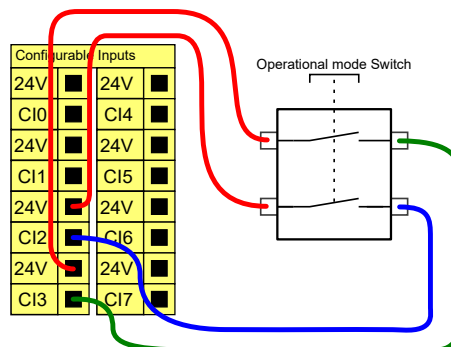 Configurable Inputs
24V 24V
CI0 CI4
24V 24V
CI1 CI5
24V 24V
CI2 CI6
24V 24V
CI3 CI7
Operational mode Switch